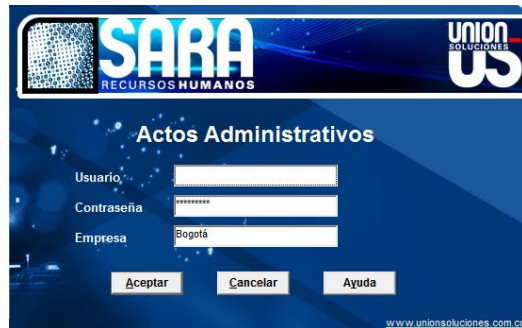 SARA
RECURSOS HUMANOS
UNION
SOLUCIONES
US
Actos Administrativos
Usuario
Contraseña *********
Empresa Bogotá
Aceptar Cancelar Ayuda
www.unionsoluciones.com.co